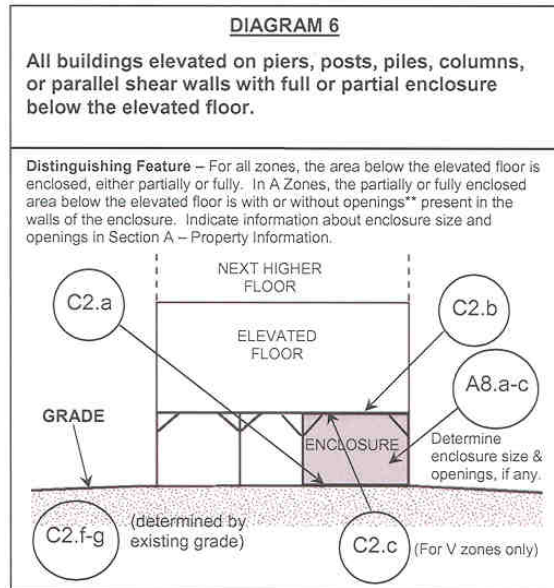 DIAGRAM 6
All buildings elevated on piers, posts, piles, columns,
or parallel shear walls with full or partial enclosure
below the elevated floor.
Distinguishing Feature – For all zones, the area below the elevated floor is
enclosed, either partially or fully. In A Zones, the partially or fully enclosed
area below the elevated floor is with or without openings** present in the
walls of the enclosure. Indicate information about enclosure size and
openings in Section A – Property Information.
NEXT HIGHER
FLOOR
C2.a
C2.b
ELEVATED
FLOOR
A8.a-c
GRADE
ENCLOSURE
Determine
enclosure size &
openings, if any.
C2.f-g
(determined by
existing grade)
C2.c
(For V zones only)